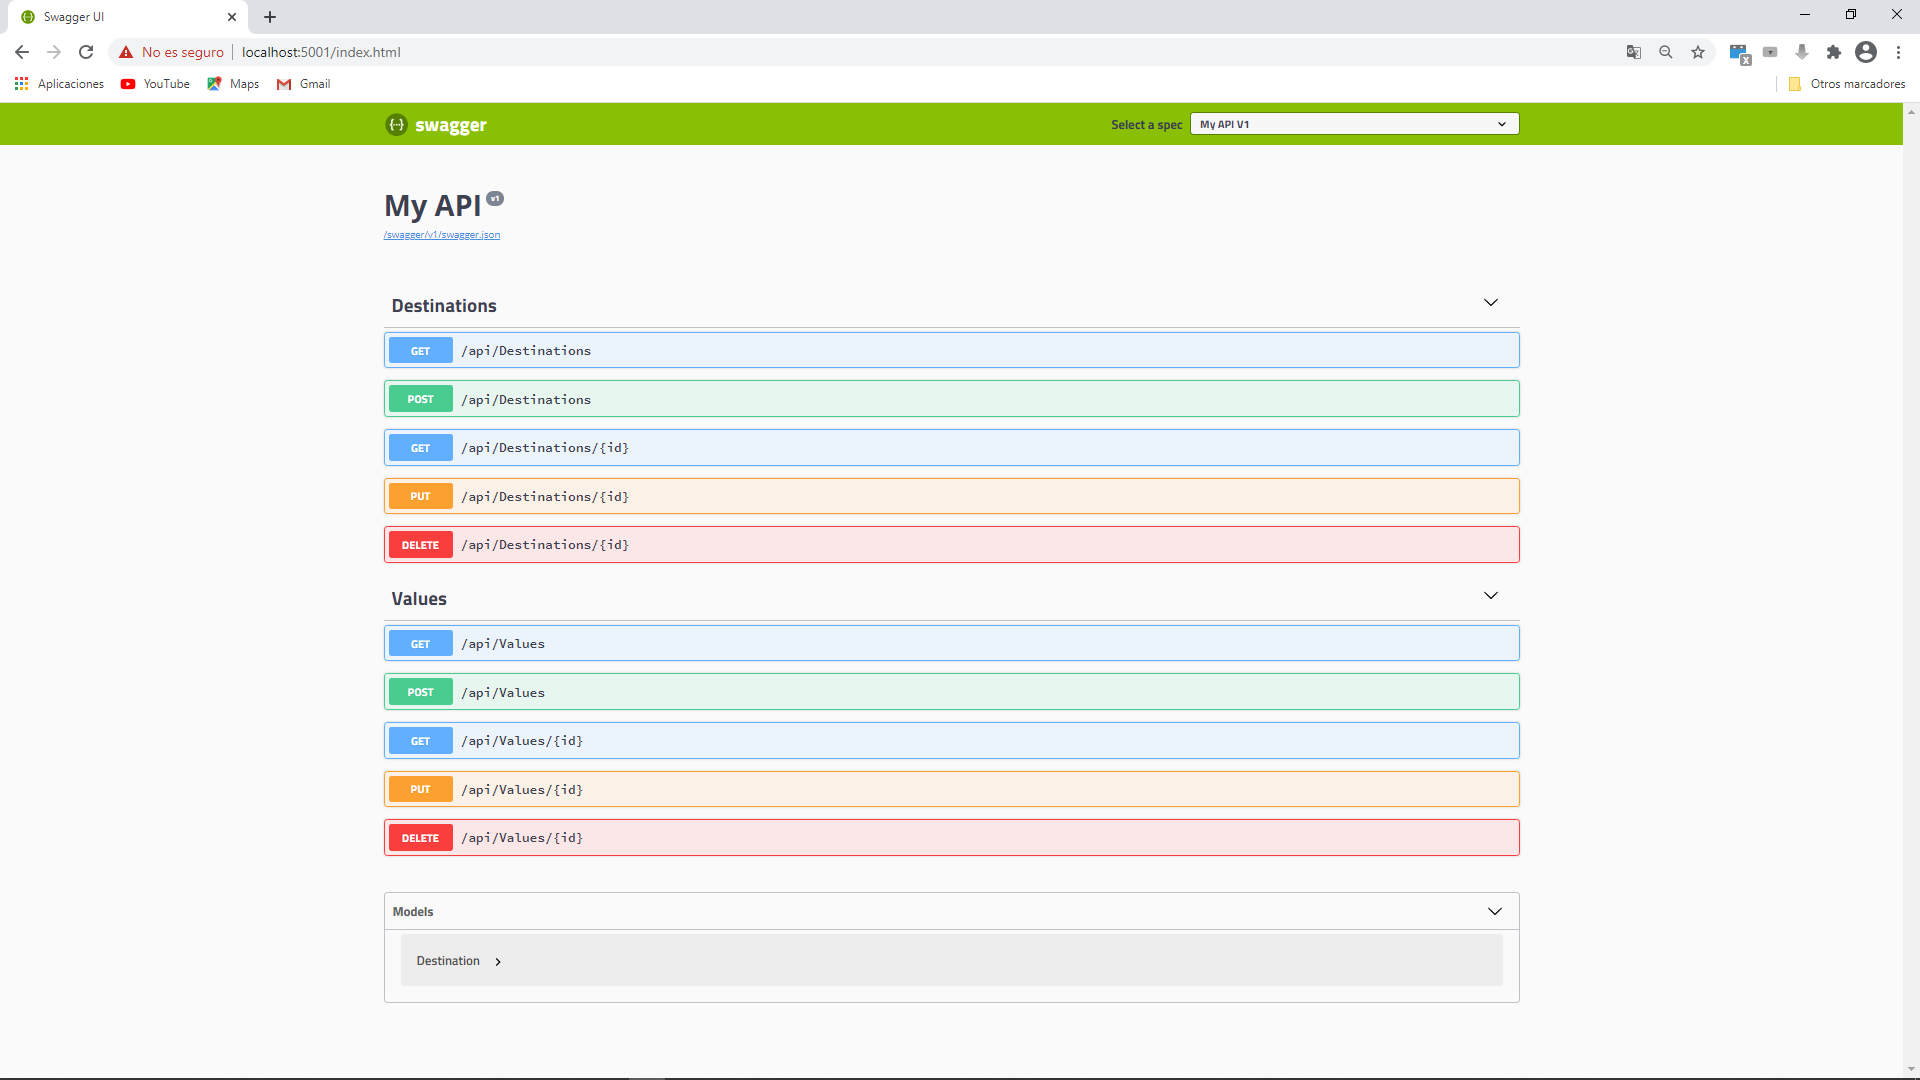 Swagger UI
No es seguro localhost:5001/index.html
Aplicaciones YouTube Maps Gmail Otros marcadores
swagger Select a spec My API V1
My API v1
/swagger/v1/swagger.json
Destinations
GET /api/Destinations
POST /api/Destinations
GET /api/Destinations/{id}
PUT /api/Destinations/{id}
DELETE /api/Destinations/{id}
Values
GET /api/Values
POST /api/Values
GET /api/Values/{id}
PUT /api/Values/{id}
DELETE /api/Values/{id}
Models
Destination